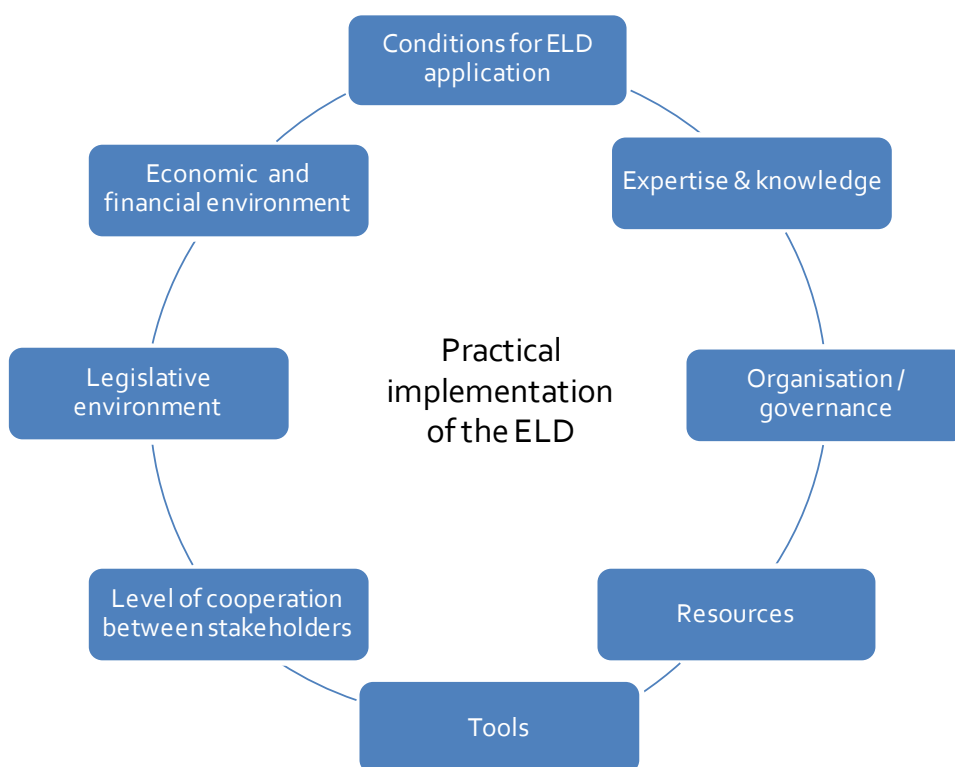 Conditions for ELD
application
Expertise & knowledge
Organisation /
governance
Resources
Tools
Level of cooperation
between stakeholders
Legislative
environment
Economic and
financial environment
Practical
implementation
of the ELD